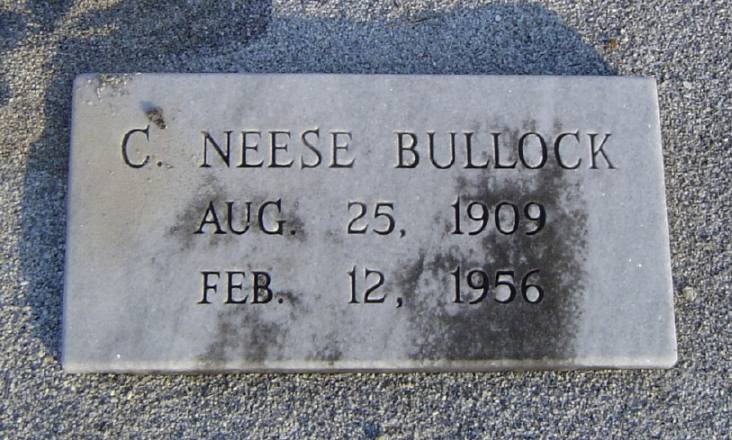 C. NEESE BULLOCK
AUG. 25, 1909
FEB. 12, 1956